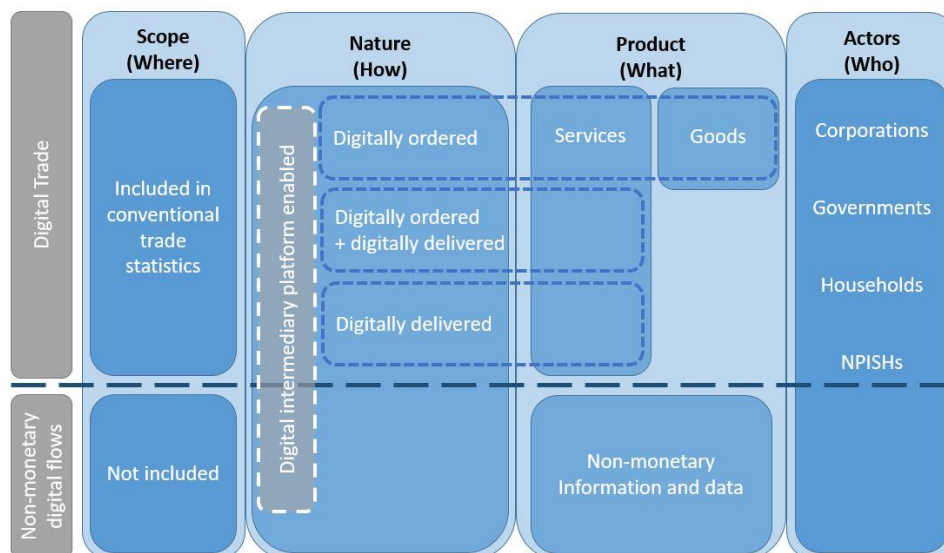 Scope
(Where)
Nature
(How)
Product
(What)
Actors
(Who)
Digital Trade
Included in
conventional
trade
statistics
Digital intermediary platform enabled
Digitally ordered
Services
Goods
Digitally ordered
+ digitally delivered
Digitally delivered
Corporations
Governments
Households
NPISHs
Non-monetary
digital flows
Not included
Non-monetary
Information and data